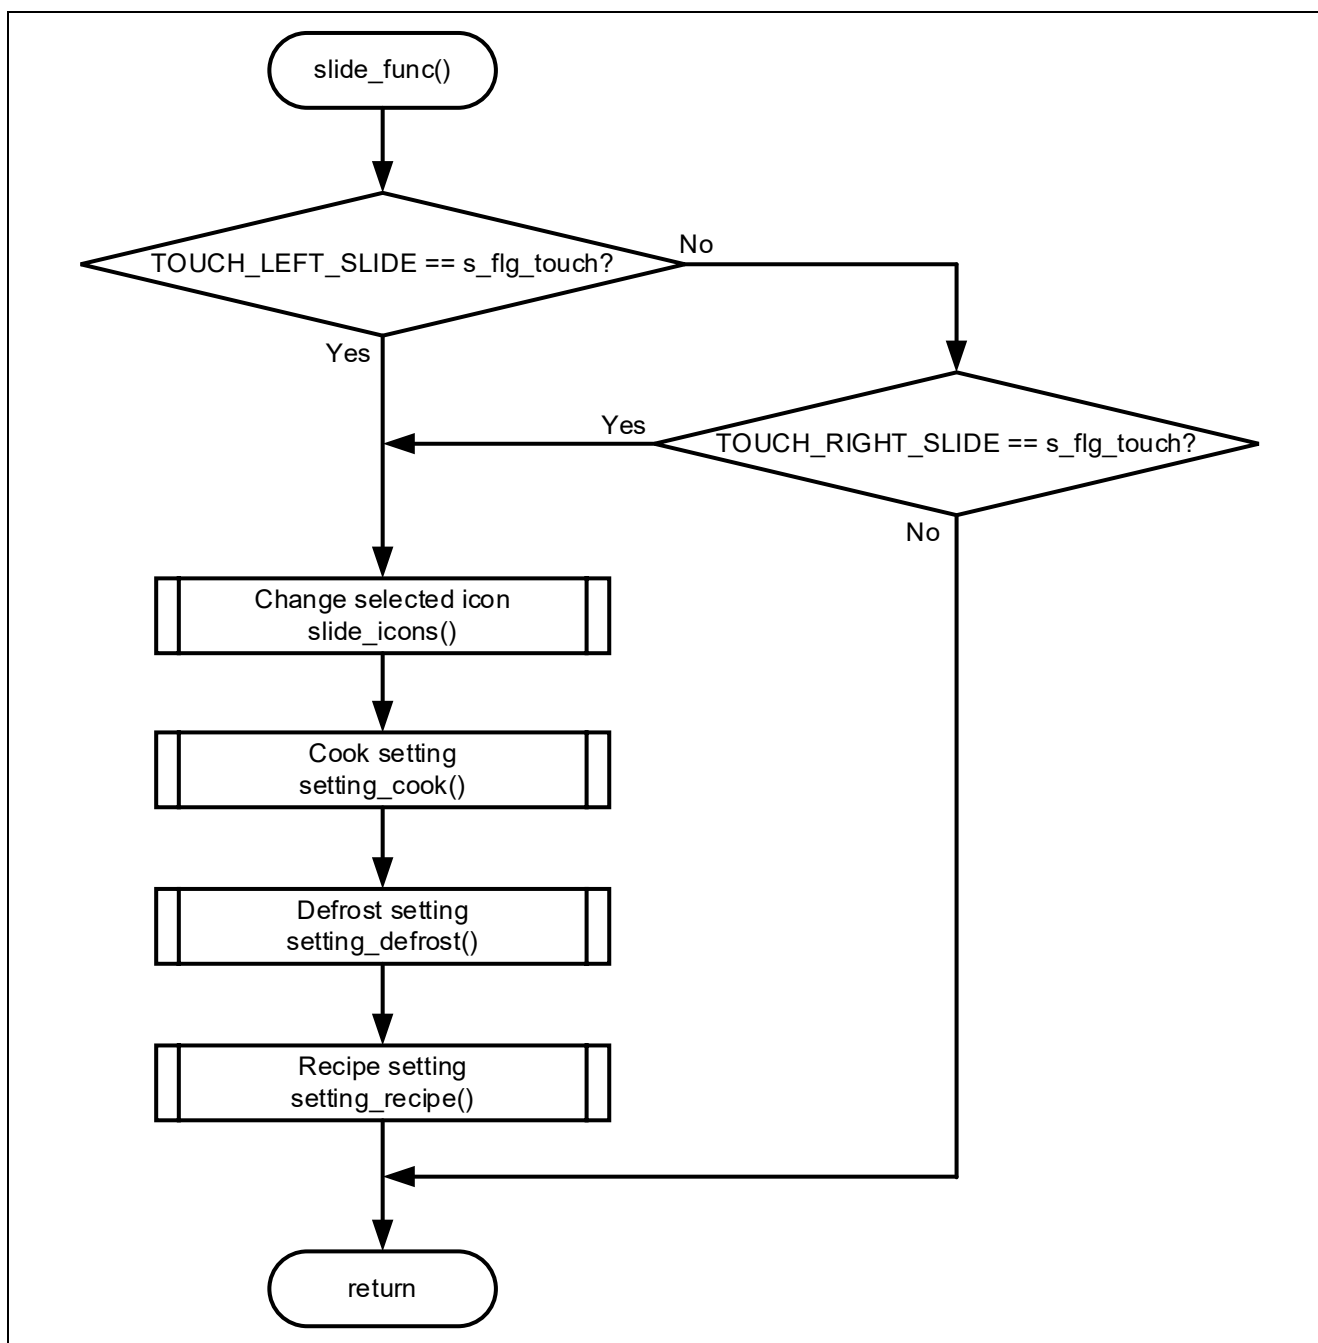 slide_func()
TOUCH_LEFT_SLIDE == s_flg_touch?
No
Yes
Yes
TOUCH_RIGHT_SLIDE == s_flg_touch?
No
Change selected icon
slide_icons()
Cook setting
setting_cook()
Defrost setting
setting_defrost()
Recipe setting
setting_recipe()
return